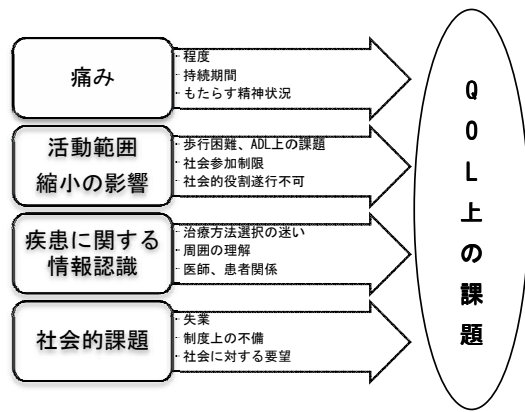 痛み
・程度
・持続期間
・もたらす精神状況
活動範囲
縮小の影響
・歩行困難、ADL上の課題
・社会参加制限
・社会的役割遂行不可
疾患に関する
情報認識
・治療方法選択の迷い
・周囲の理解
・医師、患者関係
社会的課題
・失業
・制度上の不備
・社会に対する要望
QOL上の課題